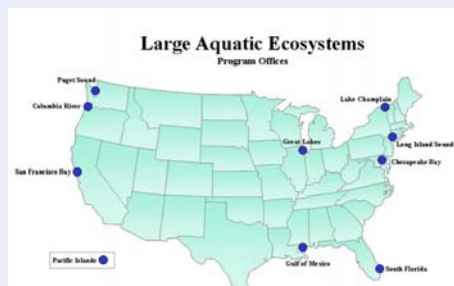 Large Aquatic Ecosystems
Program Offices
Puget Sound
Columbia River
Lake Champlain
Great Lakes
Long Island Sound
Chesapeake Bay
San Francisco Bay
Pacific Islands
Gulf of Mexico
South Florida